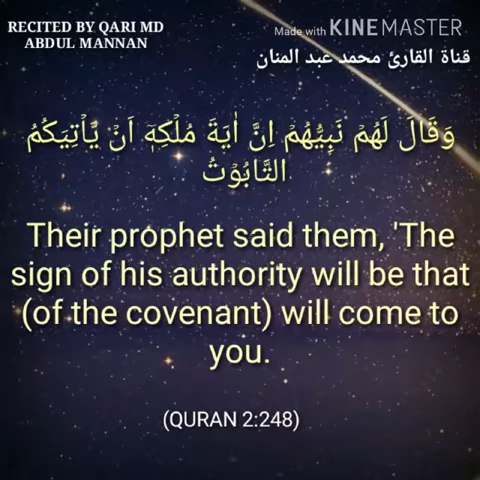 RECITED BY QARI MD
ABDUL MANNAN
Made with KINEMASTER
قناة القارئ محمد عبد المنان
وَقَالَ لَهُمْ نَبِيُّهُمْ اِنَّ اٰيَةَ مُلْكِهٖٓ اَنْ يَّاْتِيَكُمُ
التَّابُوْتُ
Their prophet said them, 'The
sign of his authority will be that
(of the covenant) will come to
you.
(QURAN 2:248)